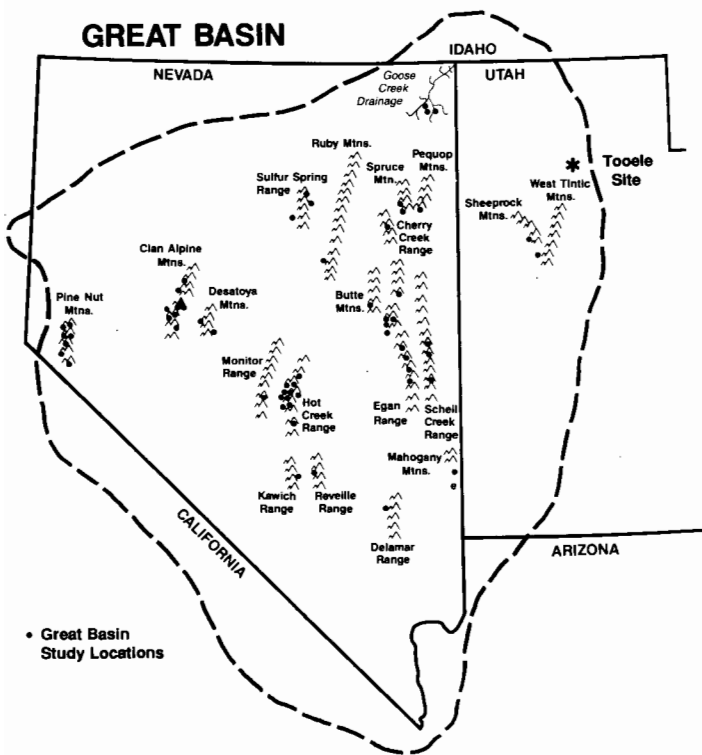 GREAT BASIN
IDAHO
NEVADA
UTAH
Goose
Creek
Drainage
Ruby Mtns.
Pequop
Mtns.
Spruce
Mtn.
Sulfur Spring
Range
Tooele
Site
West Tintic
Mtns.
Sheeprock
Mtns.
Cherry
Creek
Range
Clan Alpine
Mtns.
Desatoya
Mtns.
Butte
Mtns.
Pine Nut
Mtns.
Monitor
Range
Hot
Creek
Range
Egan
Range
Schell
Creek
Range
Mahogany
Mtns.
Kawich
Range
Reveille
Range
Delamar
Range
CALIFORNIA
ARIZONA
• Great Basin
Study Locations